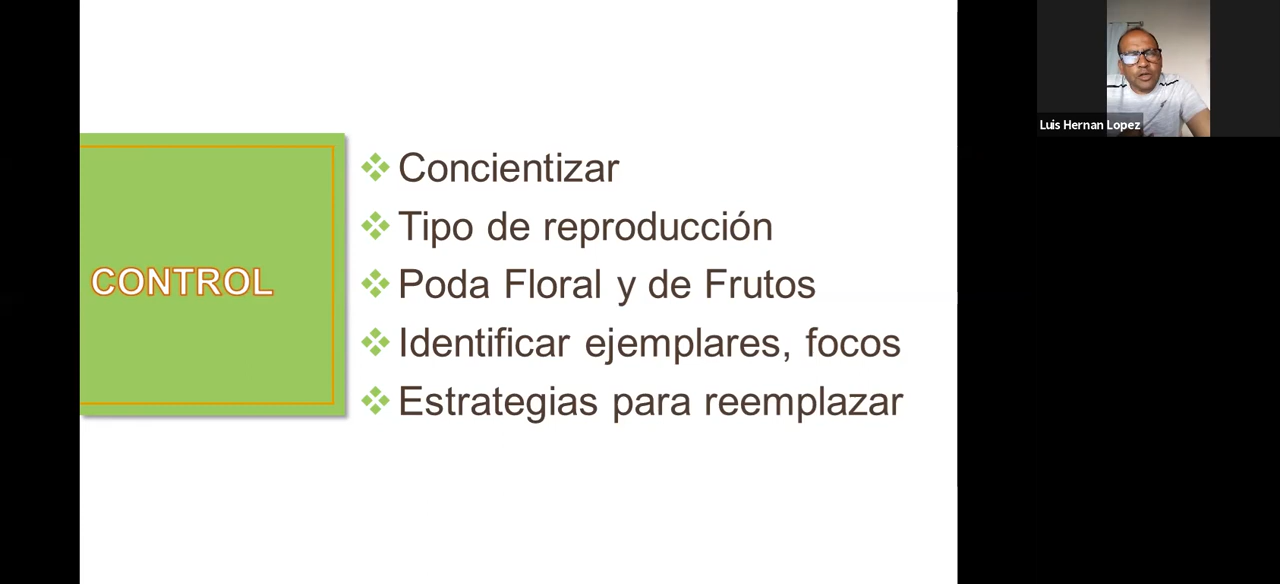 CONTROL
Concientizar
Tipo de reproducción
Poda Floral y de Frutos
Identificar ejemplares, focos
Estrategias para reemplazar
Luis Hernan Lopez